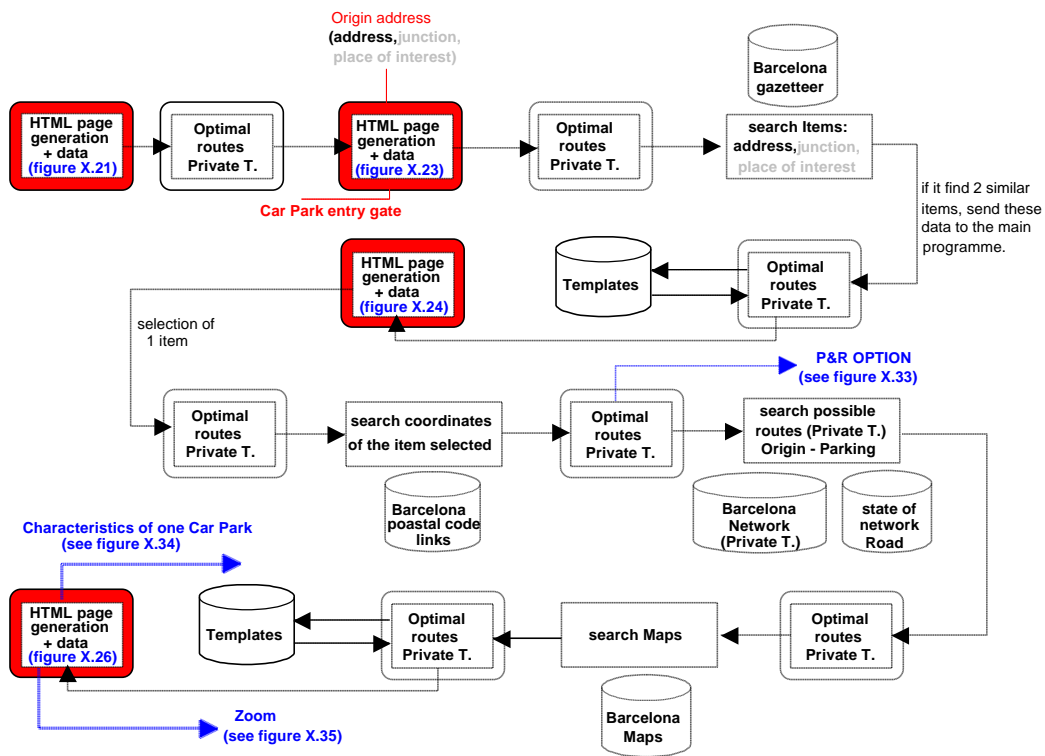 Origin address
(address,junction,
place of interest)
Barcelona
gazetteer
HTML page
generation
+ data
(figure X.21)
Optimal
routes
Private T.
HTML page
generation
+ data
(figure X.23)
Optimal
routes
Private T.
search Items:
address,junction,
place of interest
Car Park entry gate
if it find 2 similar
items, send these
data to the main
programme.
HTML page
generation
+ data
(figure X.24)
Templates
Optimal
routes
Private T.
selection of
1 item
P&R OPTION
(see figure X.33)
Optimal
routes
Private T.
search coordinates
of the item selected
Optimal
routes
Private T.
search possible
routes (Private T.)
Origin - Parking
Barcelona
poastal code
links
Barcelona
Network
(Private T.)
state of
network
Road
Characteristics of one Car Park
(see figure X.34)
HTML page
generation
+ data
(figure X.26)
Templates
Optimal
routes
Private T.
search Maps
Optimal
routes
Private T.
Barcelona
Maps
Zoom
(see figure X.35)